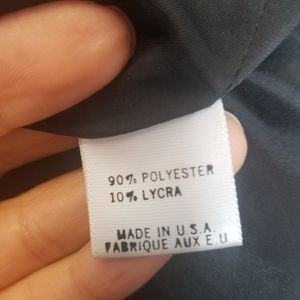 90% POLYESTER
10% LYCRA
MADE IN U.S.A.
FABRIQUE AUX E.U